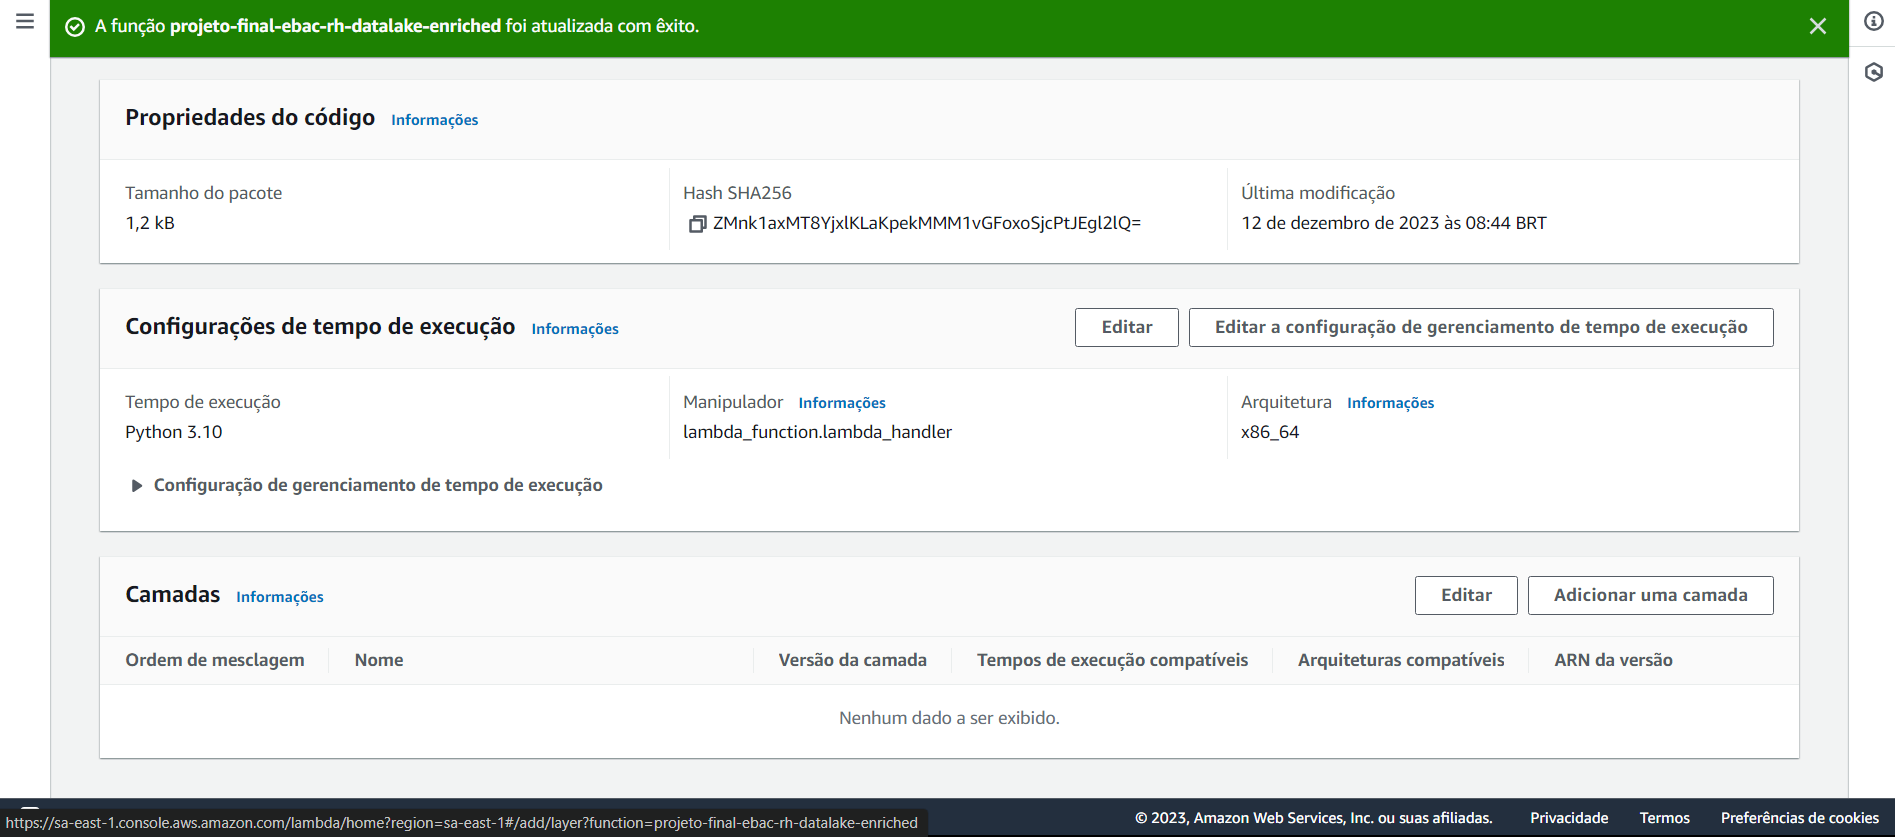 A função projeto-final-ebac-rh-datalake-enriched foi atualizada com êxito.
Propriedades do código Informações
Tamanho do pacote
1,2 kB
Hash SHA256
ZMnk1axMT8YjxlKLaKpekMMM1vGFoxoSjcPtJEgl2lQ=
Última modificação
12 de dezembro de 2023 às 08:44 BRT
Configurações de tempo de execução Informações
Editar
Editar a configuração de gerenciamento de tempo de execução
Tempo de execução
Python 3.10
Manipulador Informações
lambda_function.lambda_handler
Arquitetura Informações
x86_64
Configuração de gerenciamento de tempo de execução
Camadas Informações
Editar
Adicionar uma camada
Ordem de mesclagem Nome Versão da camada Tempos de execução compatíveis Arquiteturas compatíveis ARN da versão
Nenhum dado a ser exibido.
https://sa-east-1.console.aws.amazon.com/lambda/home?region=sa-east-1#/add/layer?function=projeto-final-ebac-rh-datalake-enriched
© 2023, Amazon Web Services, Inc. ou suas afiliadas. Privacidade Termos Preferências de cookies